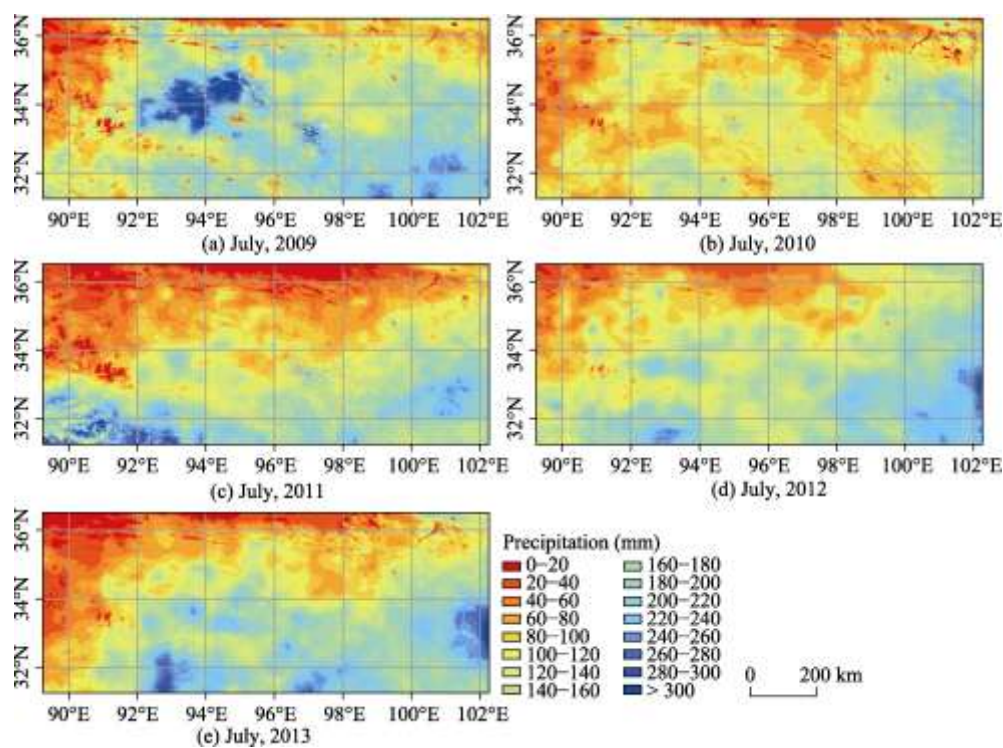 36°N
34°N
32°N
90°E 92°E 94°E 96°E 98°E 100°E 102°E
(a) July, 2009
36°N
34°N
32°N
90°E 92°E 94°E 96°E 98°E 100°E 102°E
(b) July, 2010
36°N
34°N
32°N
90°E 92°E 94°E 96°E 98°E 100°E 102°E
(c) July, 2011
36°N
34°N
32°N
90°E 92°E 94°E 96°E 98°E 100°E 102°E
(d) July, 2012
36°N
34°N
32°N
90°E 92°E 94°E 96°E 98°E 100°E 102°E
(e) July, 2013
Precipitation (mm)
0–20
20–40
40–60
60–80
80–100
100–120
120–140
140–160
160–180
180–200
200–220
220–240
240–260
260–280
280–300
> 300
0 200 km